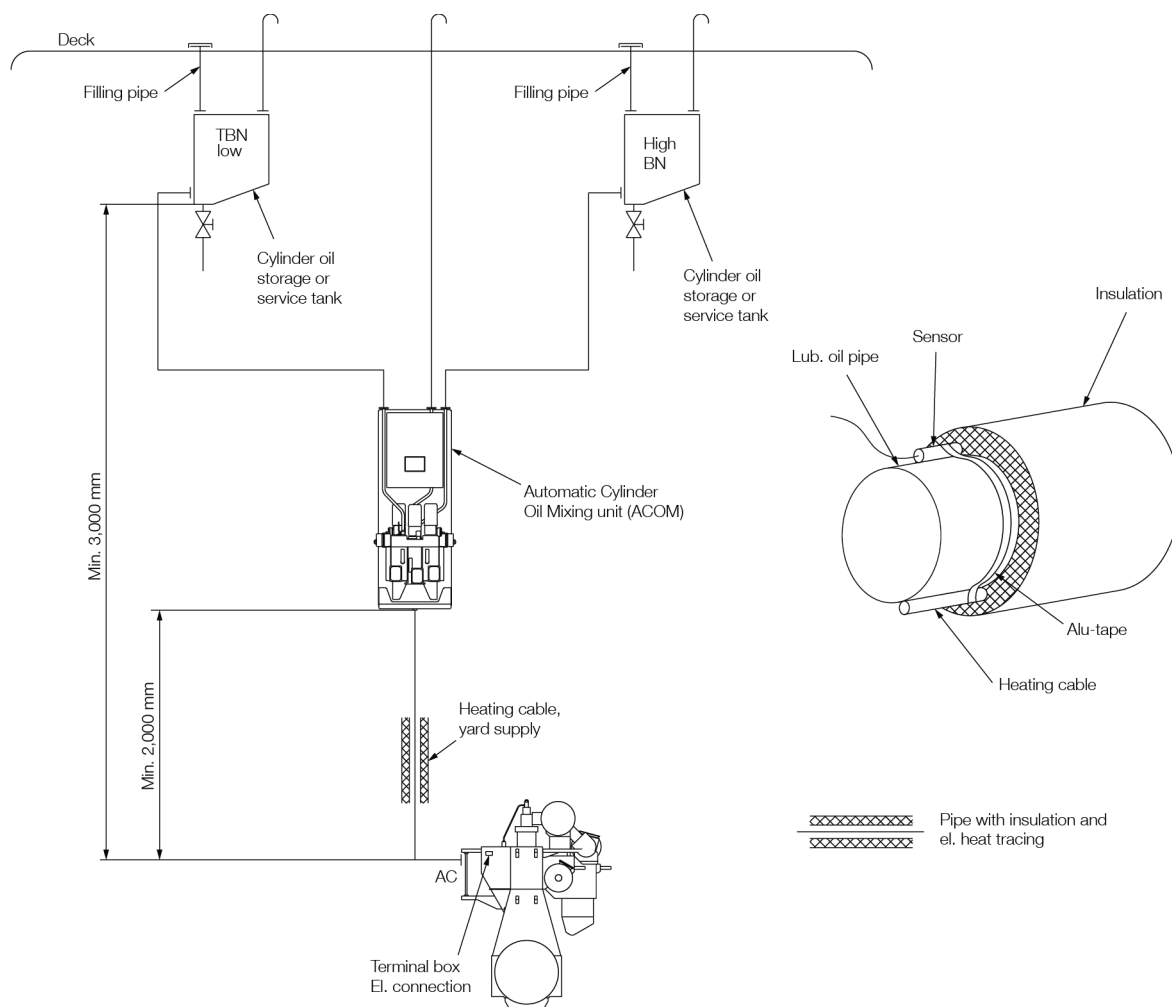 Deck
Filling pipe
Filling pipe
TBN
low
High
BN
Cylinder oil
storage or
service tank
Cylinder oil
storage or
service tank
Insulation
Sensor
Lub. oil pipe
Automatic Cylinder
Oil Mixing unit (ACOM)
Min. 3,000 mm
Alu-tape
Heating cable
Min. 2,000 mm
Heating cable,
yard supply
Pipe with insulation and
el. heat tracing
AC
Terminal box
El. connection